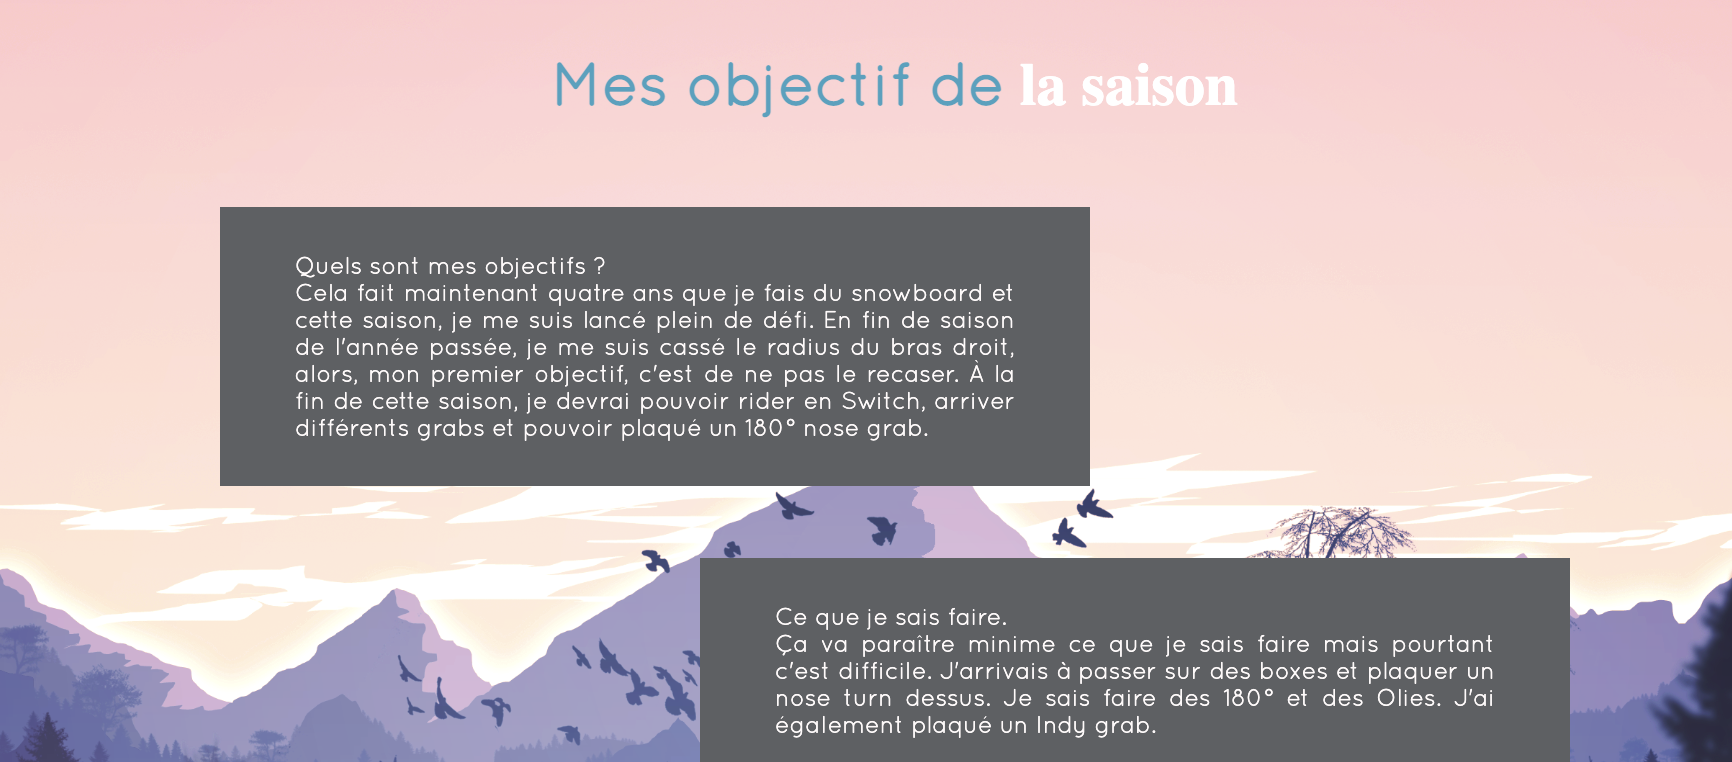 Mes objectif de la saison
Quels sont mes objectifs ?
Cela fait maintenant quatre ans que je fais du snowboard et
cette saison, je me suis lancé plein de défi. En fin de saison
de l'année passée, je me suis cassé le radius du bras droit,
alors, mon premier objectif, c'est de ne pas le recaser. À la
fin de cette saison, je devrai pouvoir rider en Switch, arriver
différents grabs et pouvoir plaqué un 180° nose grab.
Ce que je sais faire.
Ça va paraître minime ce que je sais faire mais pourtant
c'est difficile. J'arrivais à passer sur des boxes et plaquer un
nose turn dessus. Je sais faire des 180° et des Olies. J'ai
également plaqué un Indy grab.